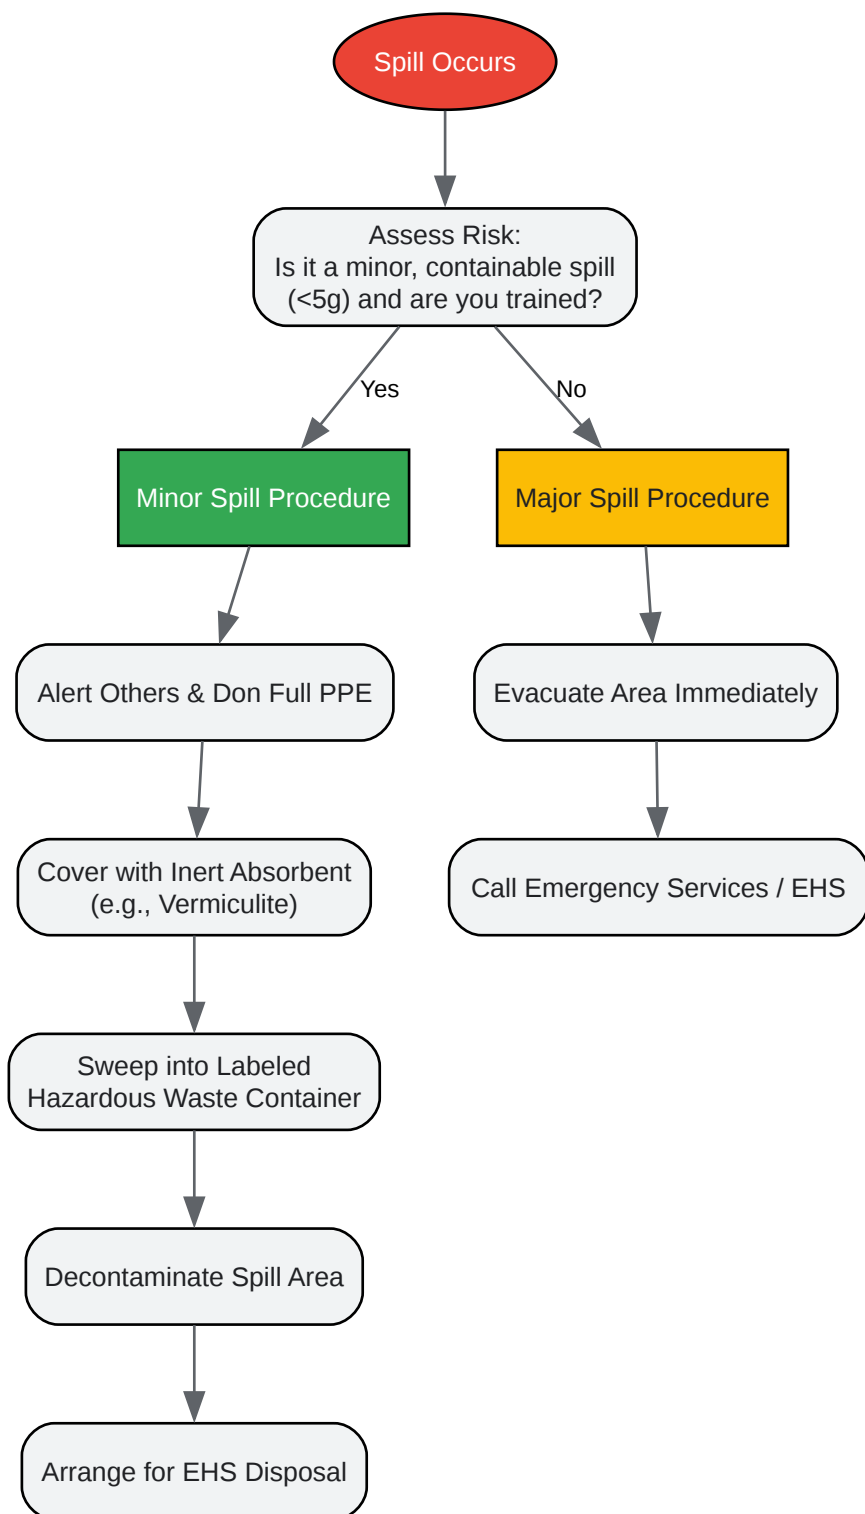 Spill Occurs
Assess Risk:
Is it a minor, containable spill
(<5g) and are you trained?
Yes
No
Minor Spill Procedure
Major Spill Procedure
Alert Others & Don Full PPE
Evacuate Area Immediately
Cover with Inert Absorbent
(e.g., Vermiculite)
Call Emergency Services / EHS
Sweep into Labeled
Hazardous Waste Container
Decontaminate Spill Area
Arrange for EHS Disposal